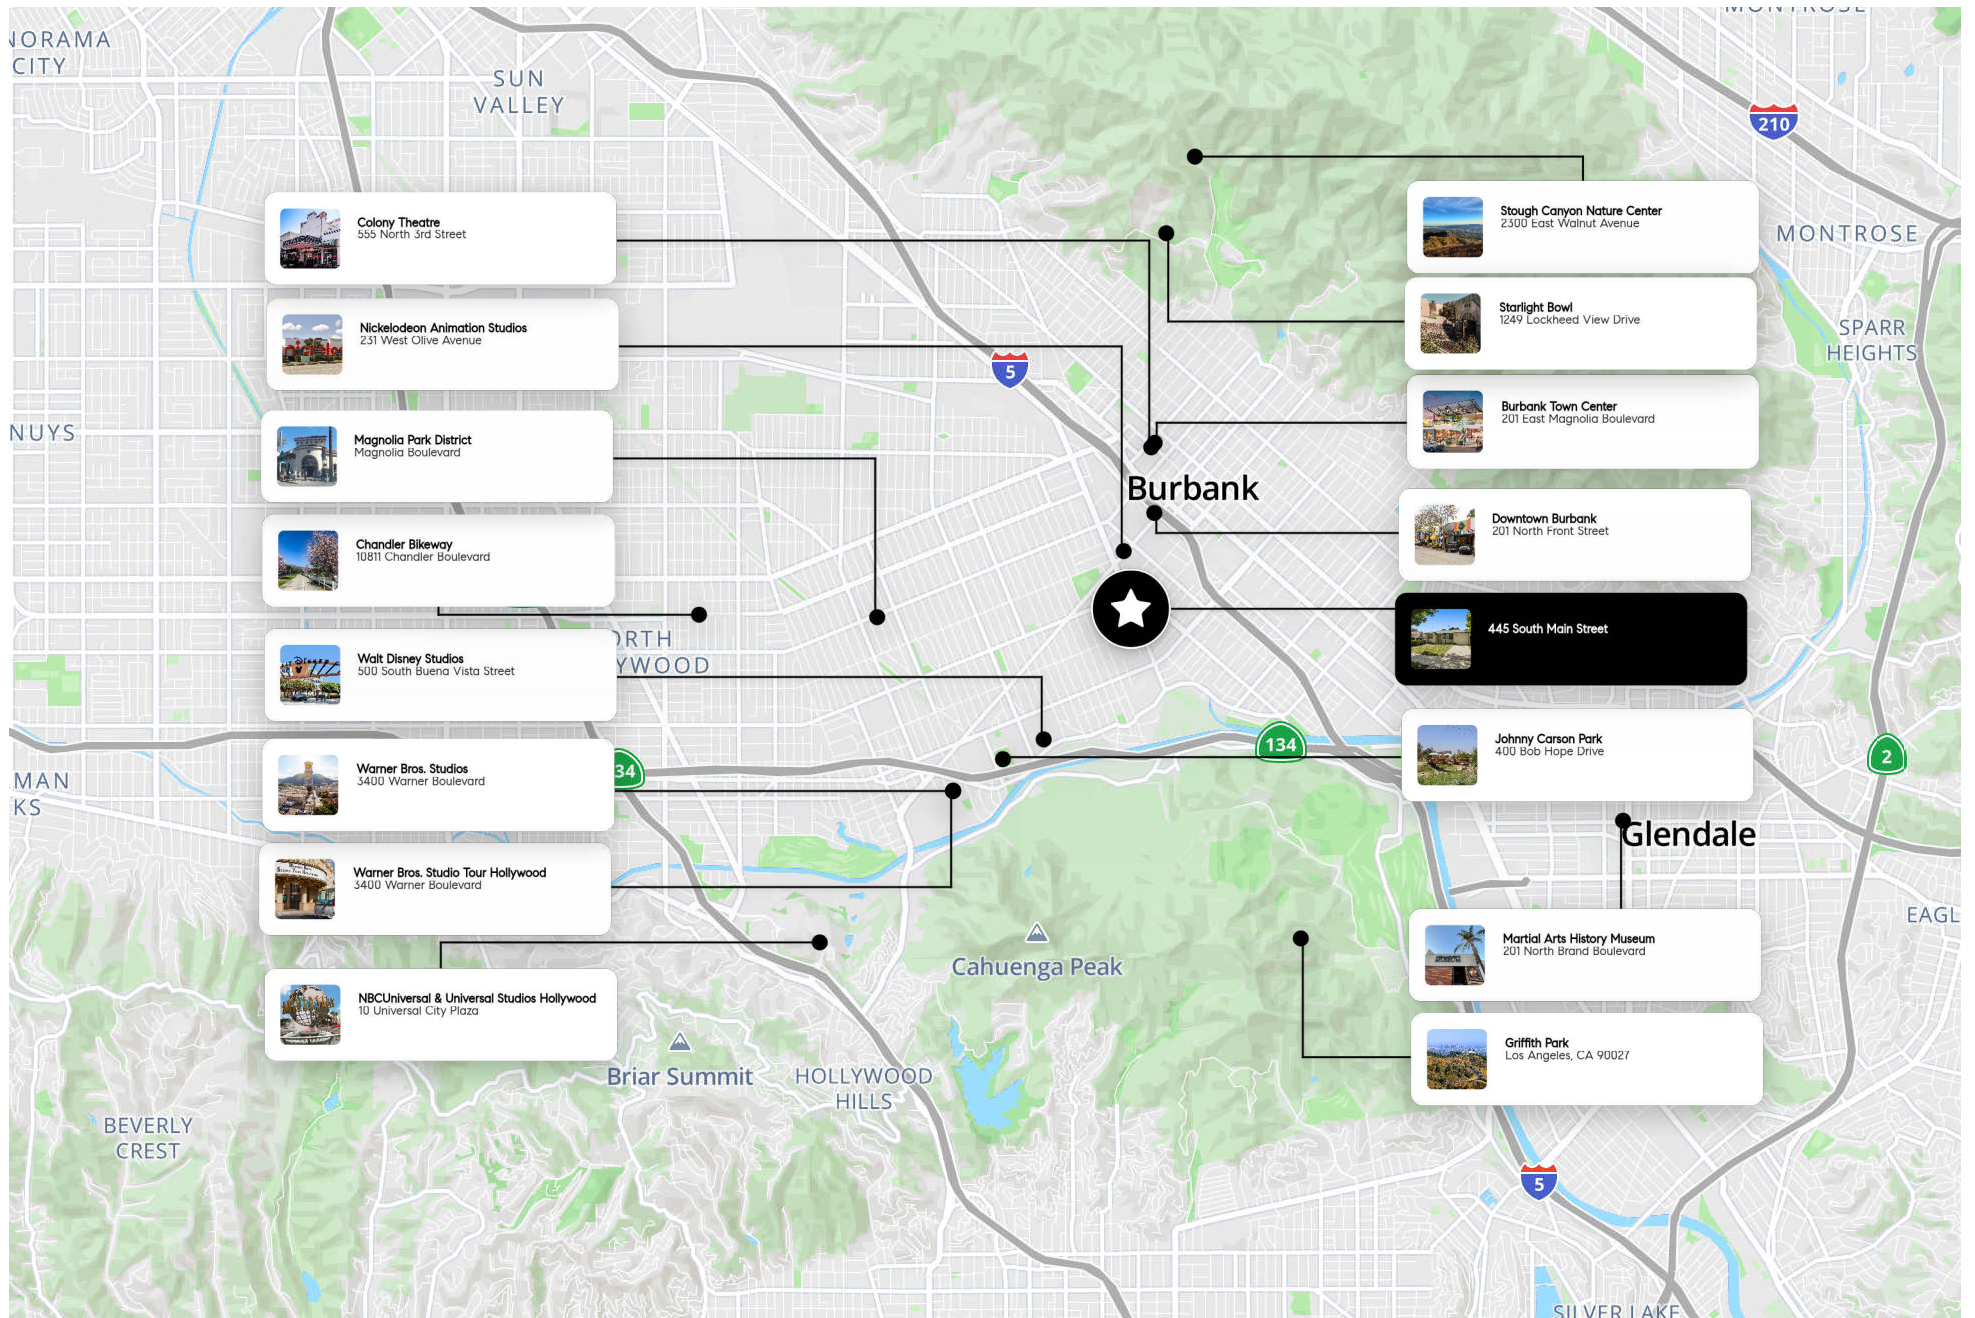 MONTROSE
NORAMA
CITY
SUN
VALLEY
210
Colony Theatre
555 North 3rd Street
Stough Canyon Nature Center
2300 East Walnut Avenue
MONTROSE
Nickelodeon Animation Studios
231 West Olive Avenue
Starlight Bowl
1249 Lockheed View Drive
SPARR
HEIGHTS
5
NUYS
Magnolia Park District
Magnolia Boulevard
Burbank Town Center
201 East Magnolia Boulevard
Burbank
Chandler Bikeway
10811 Chandler Boulevard
Downtown Burbank
201 North Front Street
ORTH
YWOOD
445 South Main Street
Walt Disney Studios
500 South Buena Vista Street
134
2
Johnny Carson Park
400 Bob Hope Drive
MAN
KS
34
Warner Bros. Studios
3400 Warner Boulevard
Glendale
Warner Bros. Studio Tour Hollywood
3400 Warner Boulevard
EAGL
Cahuenga Peak
Martial Arts History Museum
201 North Brand Boulevard
NBCUniversal & Universal Studios Hollywood
10 Universal City Plaza
Griffith Park
Los Angeles, CA 90027
Briar Summit
HOLLYWOOD
HILLS
BEVERLY
CREST
5
SILVER LAKE